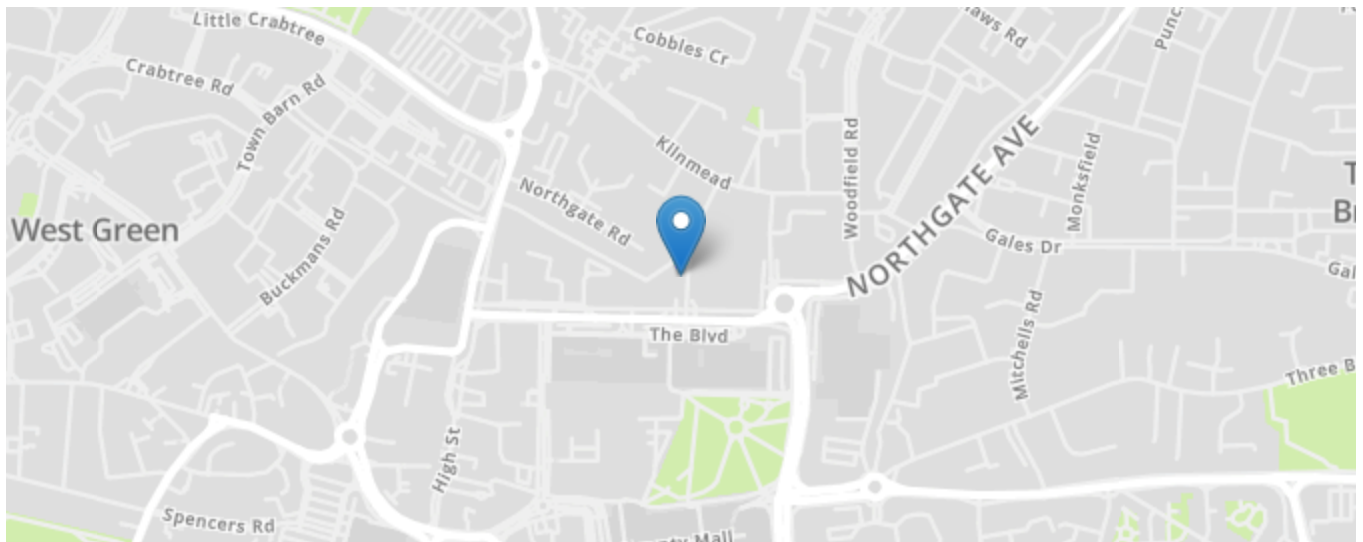 Little Crabtree
Cobbles Cr
Crabtree Rd
Town Barn Rd
Kilnmead
Woodfield Rd
NORTHGATE AVE
Monksfield
Northgate Rd
West Green
Buckmans Rd
Gales Dr
The Blvd
Mitchells Rd
High St
Spencers Rd
Mall